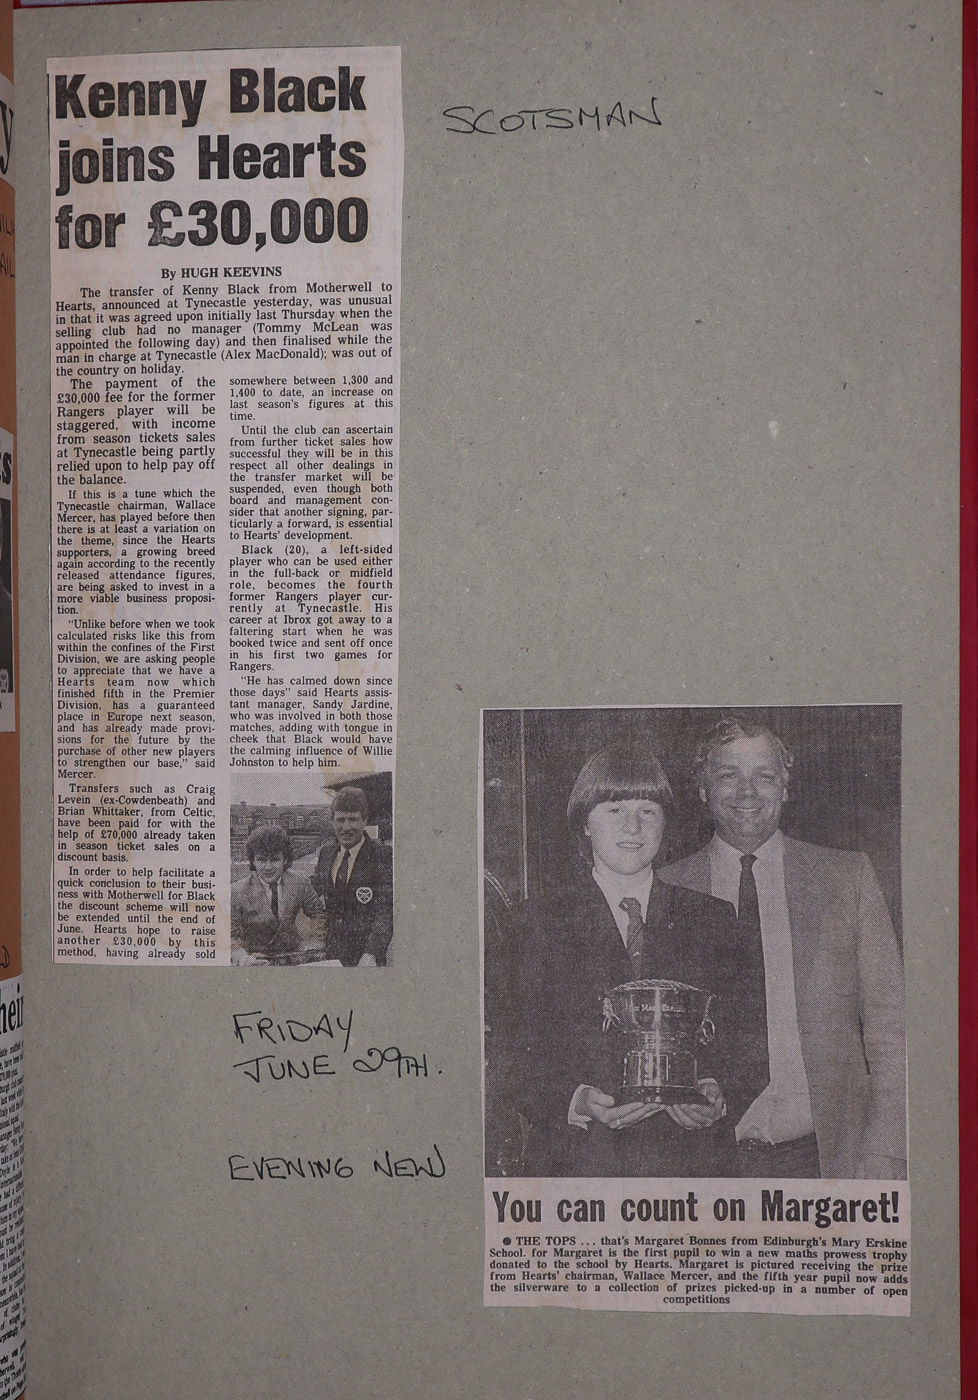 Kenny Black
joins Hearts
for £30,000
SCOTSMAN
By HUGH KEEVINS
The transfer of Kenny Black from Motherwell to
Hearts, announced at Tynecastle yesterday, was unusual
in that it was agreed upon initially last Thursday when the
selling club had no manager (Tommy McLean was
appointed the following day) and then finalised while the
man in charge at Tynecastle (Alex MacDonald); was out of
the country on holiday.
The payment of the
£30,000 fee for the former
Rangers player will be
staggered, with income
from season tickets sales
at Tynecastle being partly
relied upon to help pay off
the balance.
If this is a tune which the
Tynecastle chairman, Wallace
Mercer, has played before then
there is at least a variation on
the theme, since the Hearts
supporters, a growing breed
again according to the recently
released attendance figures,
are being asked to invest in a
more viable business proposi-
tion.
"Unlike before when we took
calculated risks like this from
within the confines of the First
Division, we are asking people
to appreciate that we have a
Hearts team now which
finished fifth in the Premier
Division, has a guaranteed
place in Europe next season,
and has already made provi-
sions for the future by the
purchase of other new players
to strengthen our base," said
Mercer.
Transfers such as Craig
Levein (ex-Cowdenbeath) and
Brian Whittaker, from Celtic,
have been paid for with the
help of £70,000 already taken
in season ticket sales on a
discount basis.
In order to help facilitate a
quick conclusion to their busi-
ness with Motherwell for Black
the discount scheme will now
be extended until the end of
June. Hearts hope to raise
another £30,000 by this
method, having already sold
somewhere between 1,300 and
1,400 to date, an increase on
last season's figures at this
time.
Until the club can ascertain
from further ticket sales how
successful they will be in this
respect all other dealings in
the transfer market will be
suspended, even though both
board and management con-
sider that another signing, par-
ticularly a forward, is essential
to Hearts' development.
Black (20), a left-sided
player who can be used either
in the full-back or midfield
role, becomes the fourth
former Rangers player cur-
rently at Tynecastle. His
career at Ibrox got away to a
faltering start when he was
booked twice and sent off once
in his first two games for
Rangers.
"He has calmed down since
those days" said Hearts assis-
tant manager, Sandy Jardine,
who was involved in both those
matches, adding with tongue in
cheek that Black would have
the calming influence of Willie
Johnston to help him.
FRIDAY
JUNE 29TH.
EVENING NEW
You can count on Margaret!
● THE TOPS ... that's Margaret Bonnes from Edinburgh's Mary Erskine
School. for Margaret is the first pupil to win a new maths prowess trophy
donated to the school by Hearts. Margaret is pictured receiving the prize
from Hearts' chairman, Wallace Mercer, and the fifth year pupil now adds
the silverware to a collection of prizes picked-up in a number of open
competitions